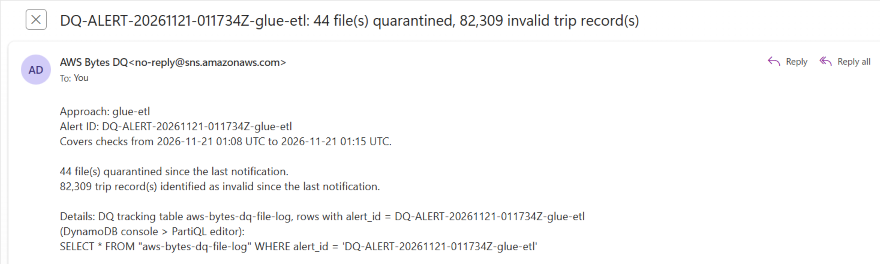 DQ-ALERT-20261121-011734Z-glue-etl: 44 file(s) quarantined, 82,309 invalid trip record(s)
AD
AWS Bytes DQ<no-reply@sns.amazonaws.com>
Reply
Reply all
To: You
Approach: glue-etl
Alert ID: DQ-ALERT-20261121-011734Z-glue-etl
Covers checks from 2026-11-21 01:08 UTC to 2026-11-21 01:15 UTC.
44 file(s) quarantined since the last notification.
82,309 trip record(s) identified as invalid since the last notification.
Details: DQ tracking table aws-bytes-dq-file-log, rows with alert_id = DQ-ALERT-20261121-011734Z-glue-etl
(DynamoDB console > PartiQL editor):
SELECT * FROM "aws-bytes-dq-file-log" WHERE alert_id = 'DQ-ALERT-20261121-011734Z-glue-etl'